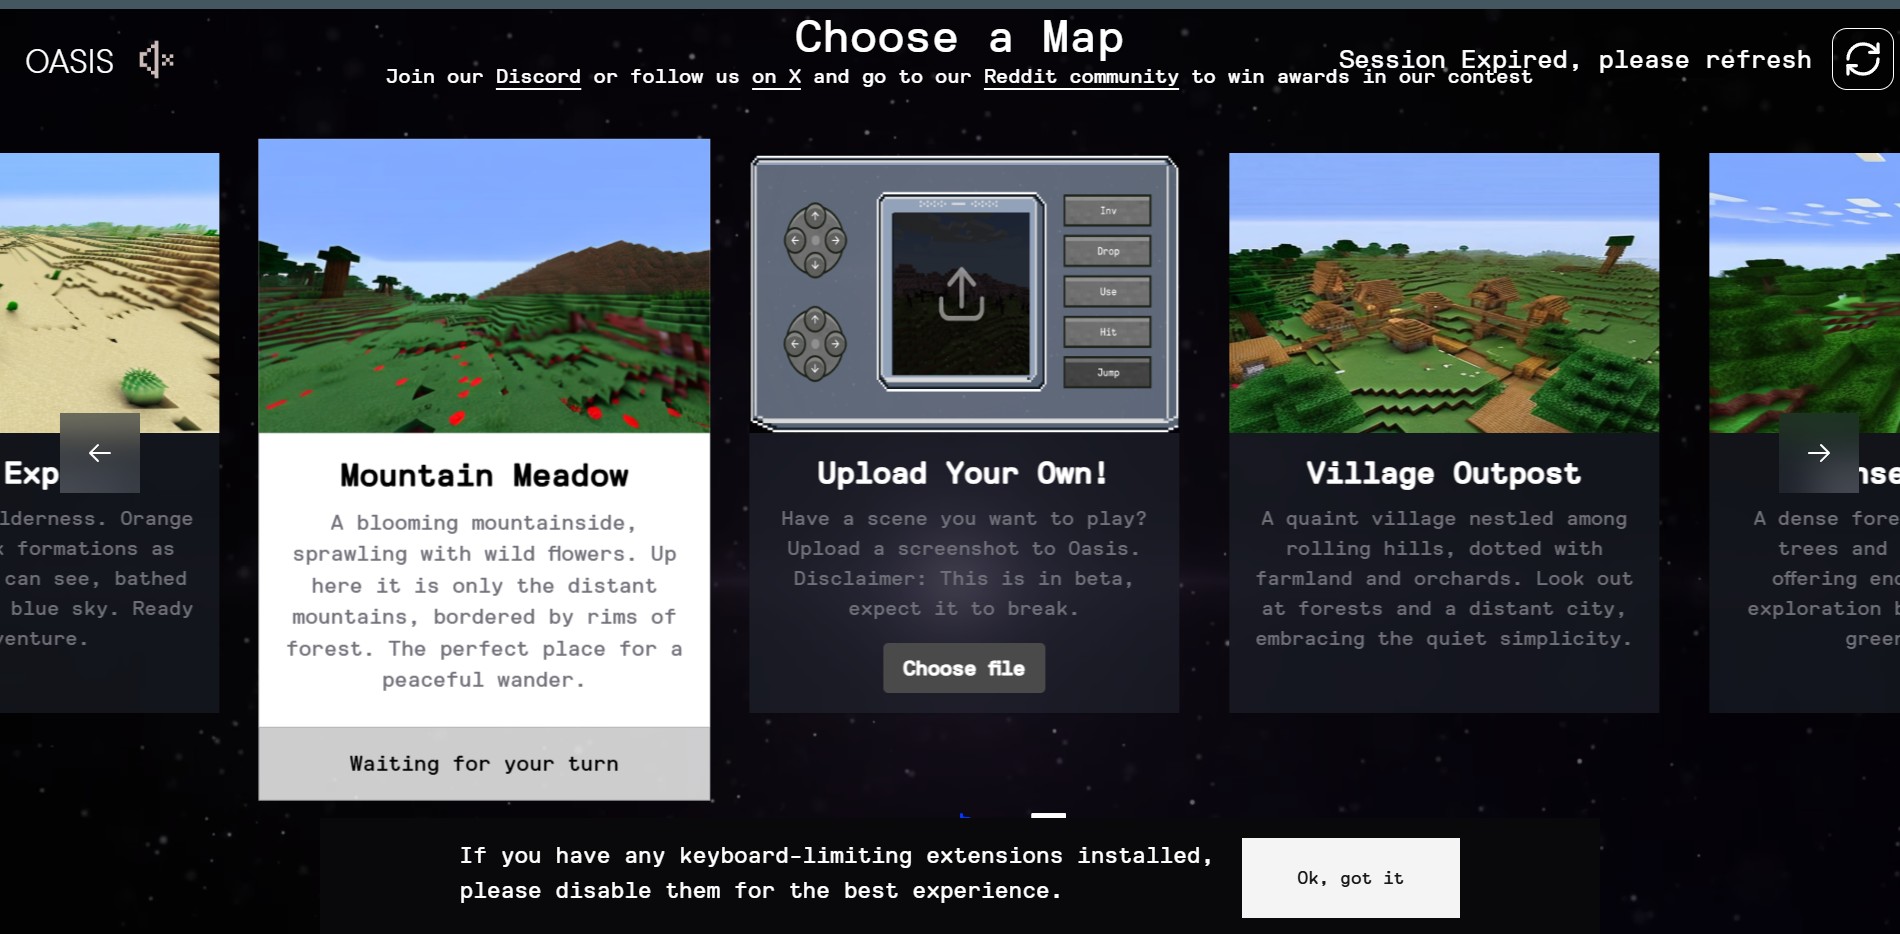 OASIS
Choose a Map
Join our Discord or follow us on X and go to our Reddit community to win awards in our contest
Session Expired, please refresh
Exp
lderness. Orange
formations as
can see, bathed
blue sky. Ready
venture.
Mountain Meadow
A blooming mountainside,
sprawling with wild flowers. Up
here it is only the distant
mountains, bordered by rims of
forest. The perfect place for a
peaceful wander.
Waiting for your turn
Inv
Drop
Use
Hit
Jump
Upload Your Own!
Have a scene you want to play?
Upload a screenshot to Oasis.
Disclaimer: This is in beta,
expect it to break.
Choose file
Village Outpost
A quaint village nestled among
rolling hills, dotted with
farmland and orchards. Look out
at forests and a distant city,
embracing the quiet simplicity.
nse
A dense fore
trees and
offering en
exploration
green
If you have any keyboard-limiting extensions installed,
please disable them for the best experience.
Ok, got it